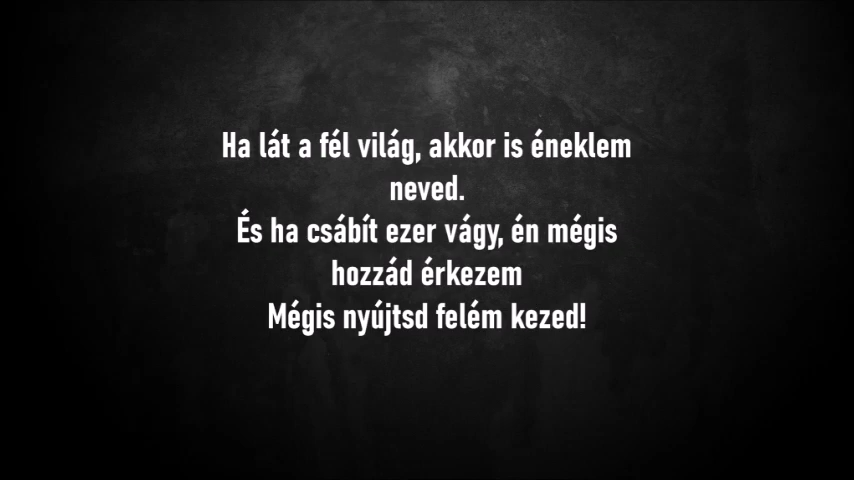 Ha lát a fél világ, akkor is éneklem
neved.
És ha csábít ezer vágy, én mégis
hozzád érkezem
Mégis nyújtsd felém kezed!